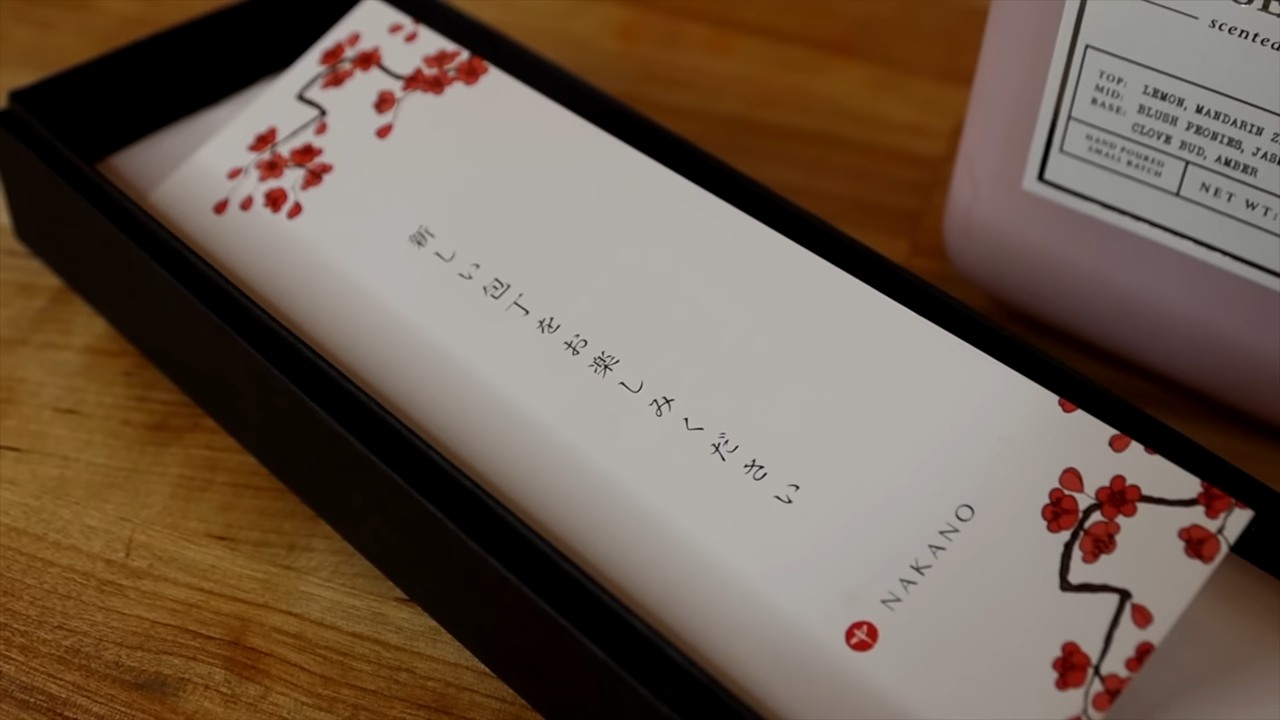 新しい包丁をお楽しみください
NAKANO
scented
TOP: LEMON, MANDARIN
MID: BLUSH PEONIES,
BASE: CLOVE BUD, AMBER
HAND POURED
SMALL BATCH
NET WT: